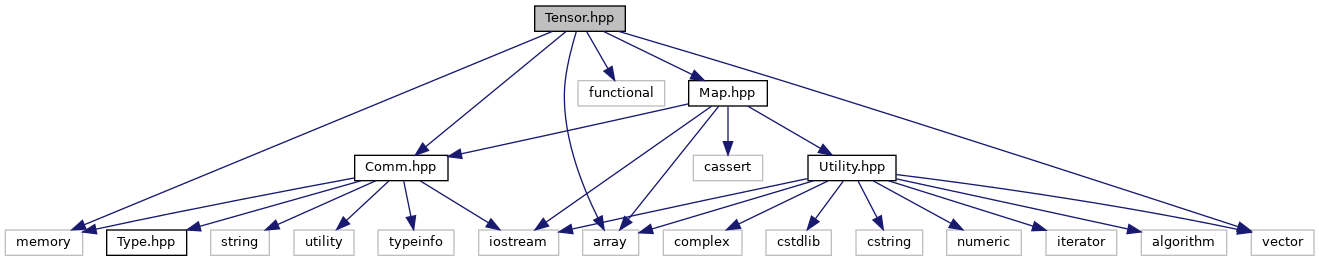 Tensor.hpp
functional
Map.hpp
Comm.hpp
cassert
Utility.hpp
memory
Type.hpp
string
utility
typeinfo
iostream
array
complex
cstdlib
cstring
numeric
iterator
algorithm
vector